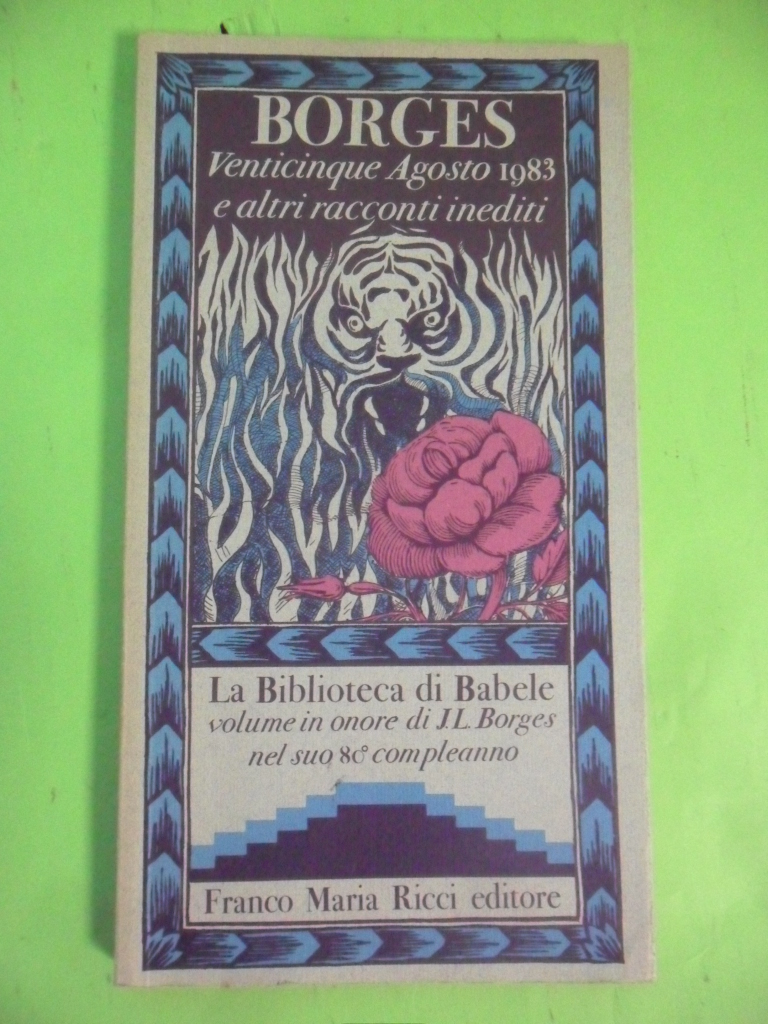 BORGES
Venticinque Agosto 1983
e altri racconti inediti
La Biblioteca di Babele
volume in onore di J.L. Borges
nel suo 80° compleanno
Franco Maria Ricci editore